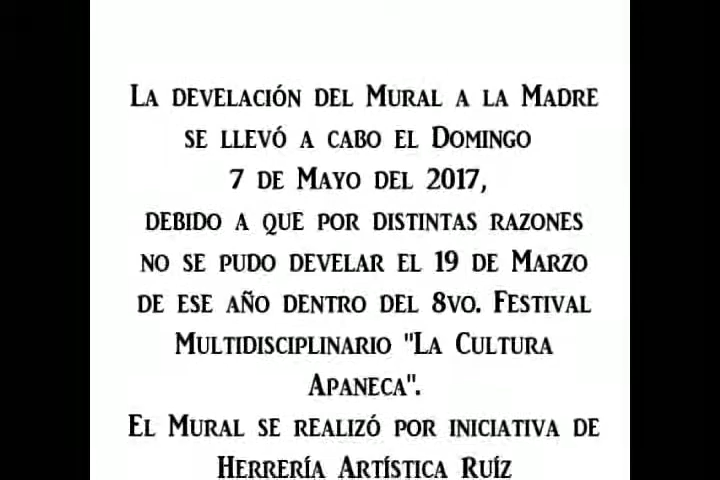 La develación del Mural a la Madre
se llevó a cabo el Domingo
7 de Mayo del 2017,
debido a que por distintas razones
no se pudo develar el 19 de Marzo
de ese año dentro del 8vo. Festival
Multidisciplinario "La Cultura
Apaneca".
El Mural se realizó por iniciativa de
Herrería Artística Ruíz